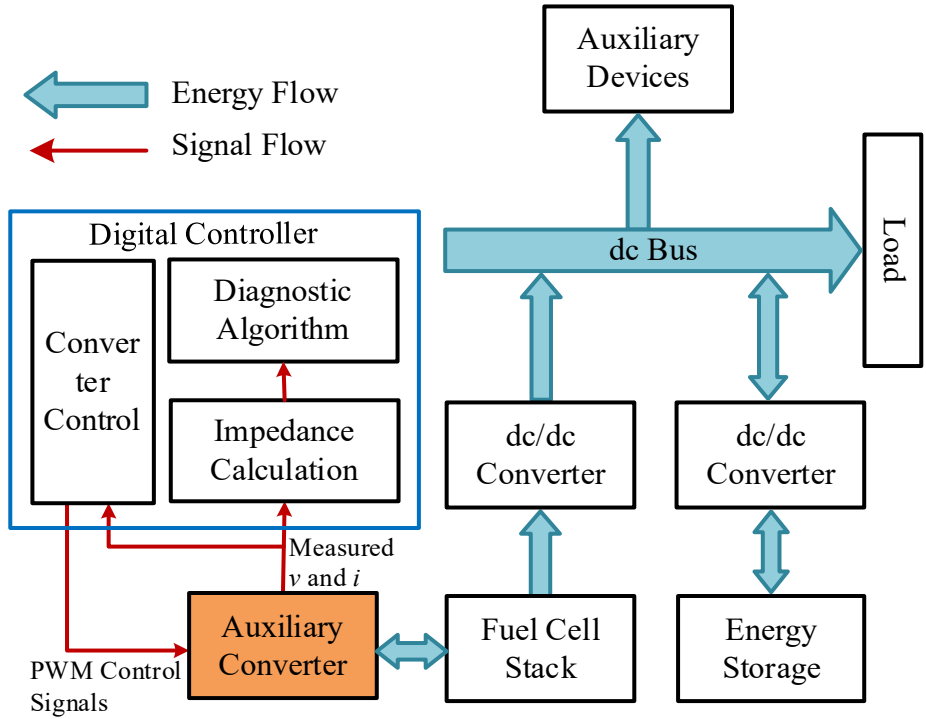 Auxiliary
Devices
Energy Flow
Signal Flow
Load
dc Bus
Digital Controller
Conver
ter
Control
Diagnostic
Algorithm
Impedance
Calculation
dc/dc
Converter
dc/dc
Converter
Measured
v and i
Auxiliary
Converter
Fuel Cell
Stack
Energy
Storage
PWM Control
Signals